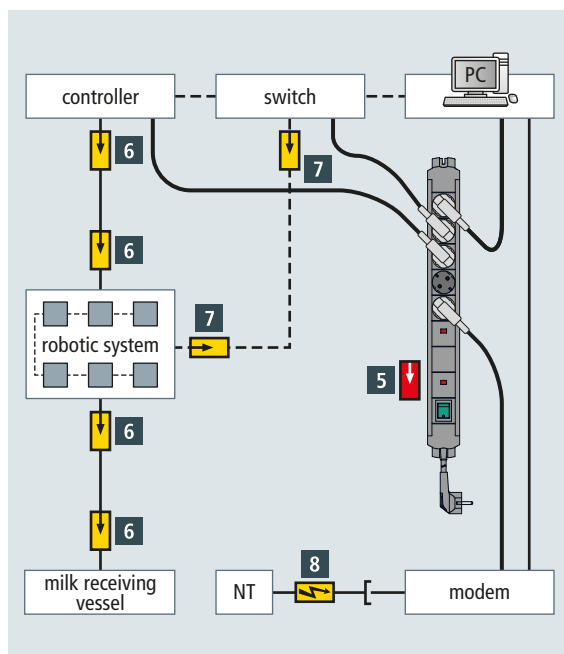 controller
switch
PC
6
7
6
robotic system
7
5
6
6
milk receiving
vessel
NT
8
modem